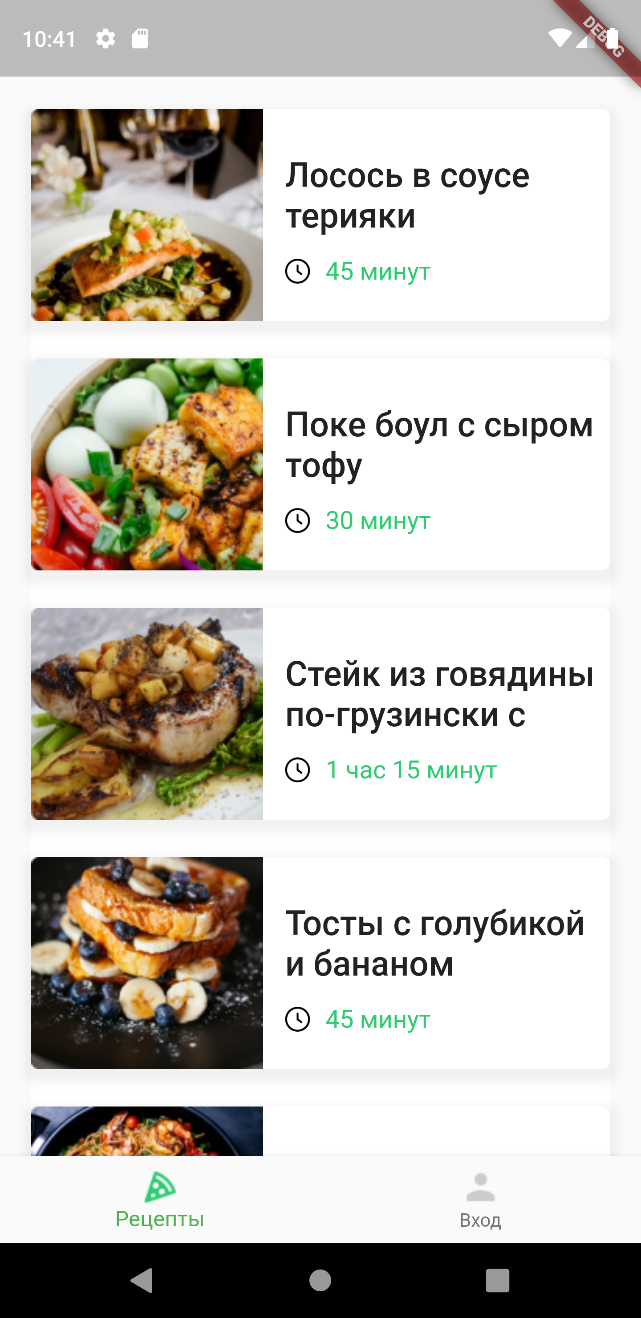 10:41
DEBUG
Лосось в соусе
терияки
45 минут
Поке боул с сыром
тофу
30 минут
Стейк из говядины
по-грузински с
1 час 15 минут
Тосты с голубикой
и бананом
45 минут
Рецепты
Вход